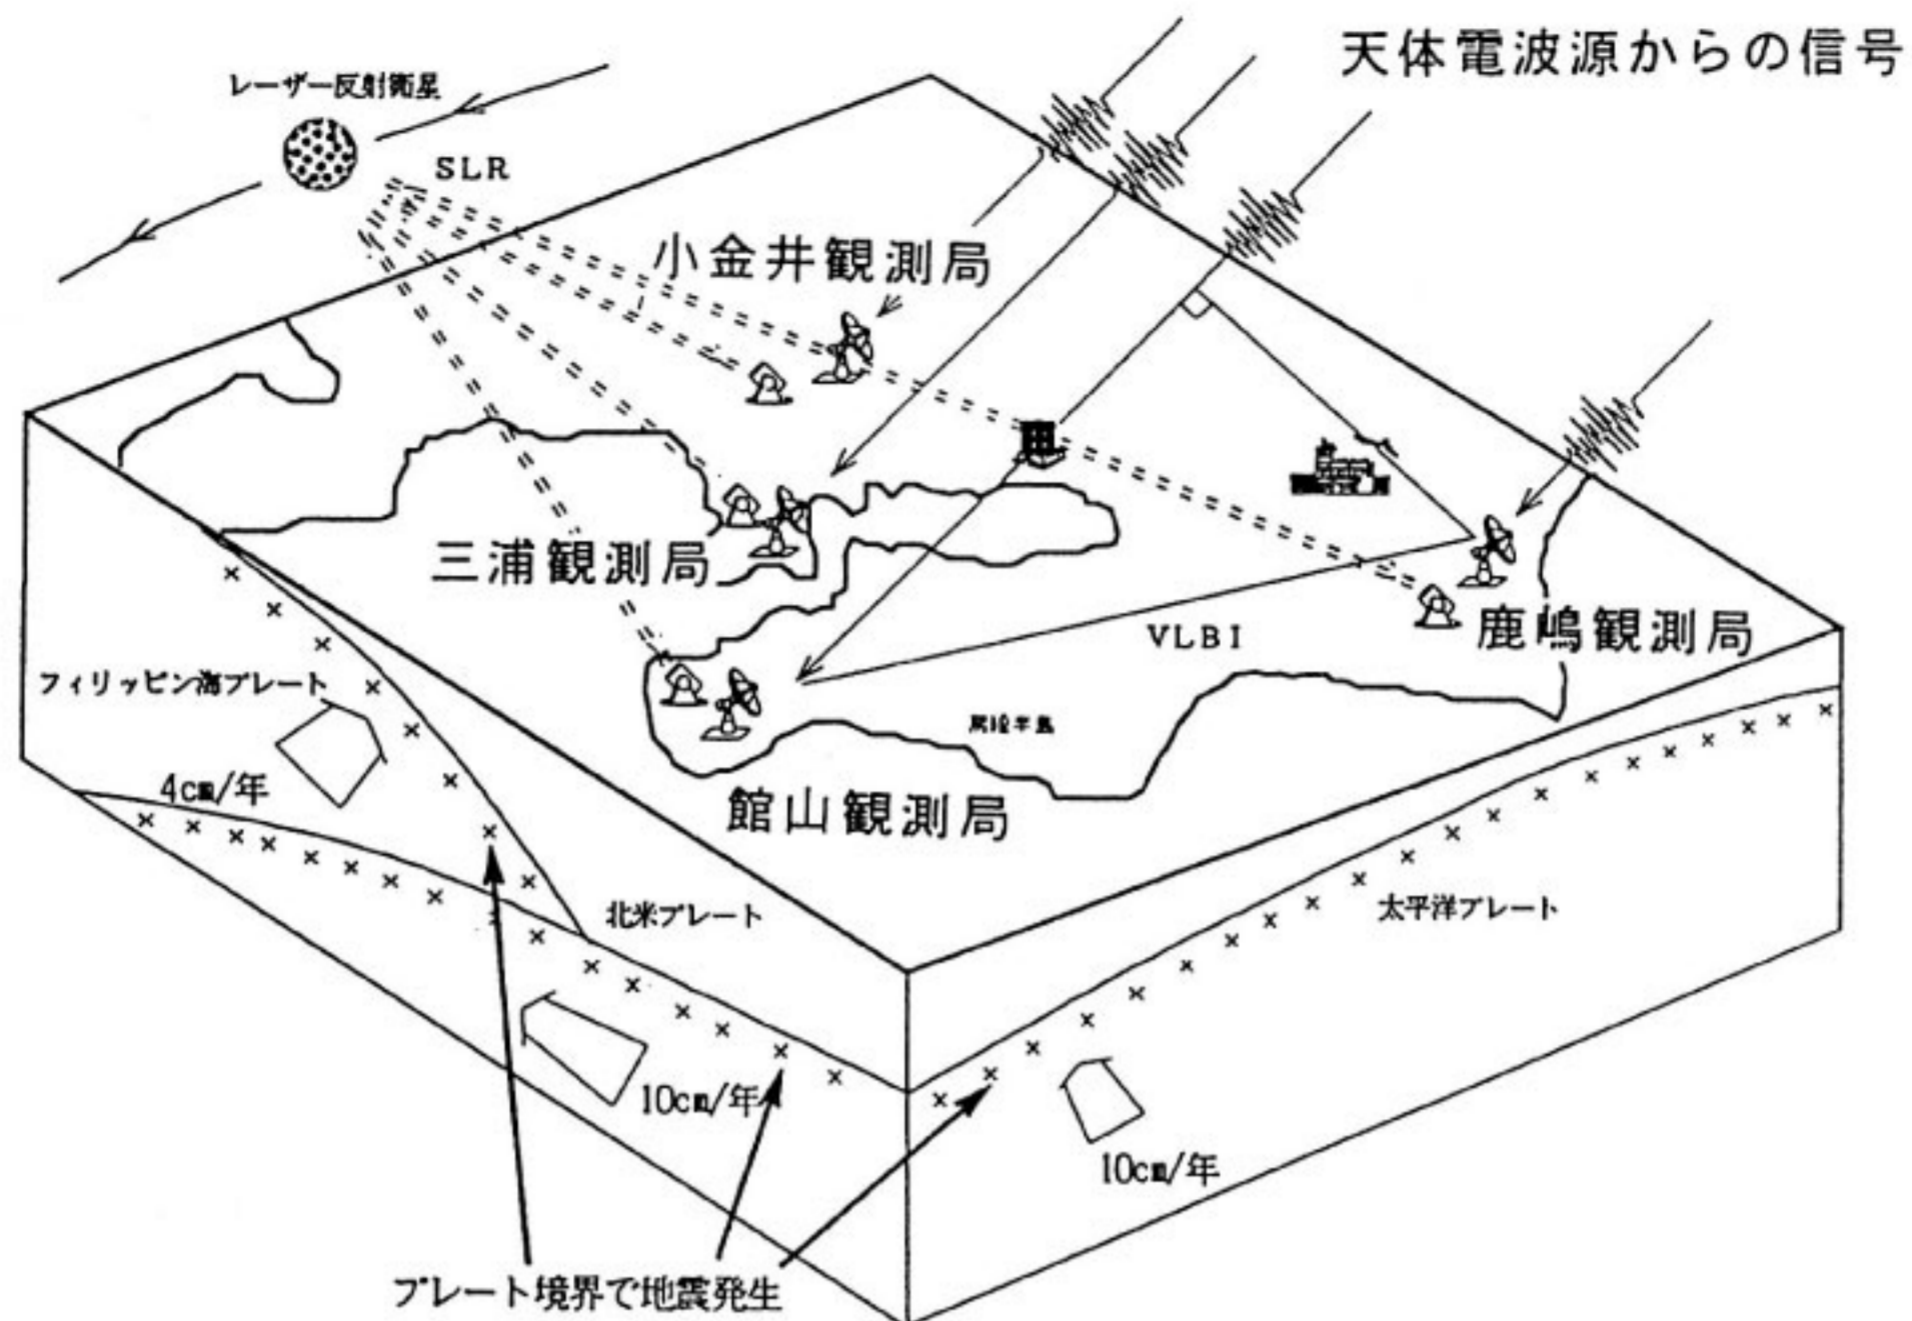 天体電波源からの信号
レーザー反射衛星
SLR
小金井観測局
三浦観測局
VLBI
鹿嶋観測局
フィリッピン海プレート
房総半島
4cm/年
館山観測局
北米プレート
太平洋プレート
10cm/年
10cm/年
プレート境界で地震発生